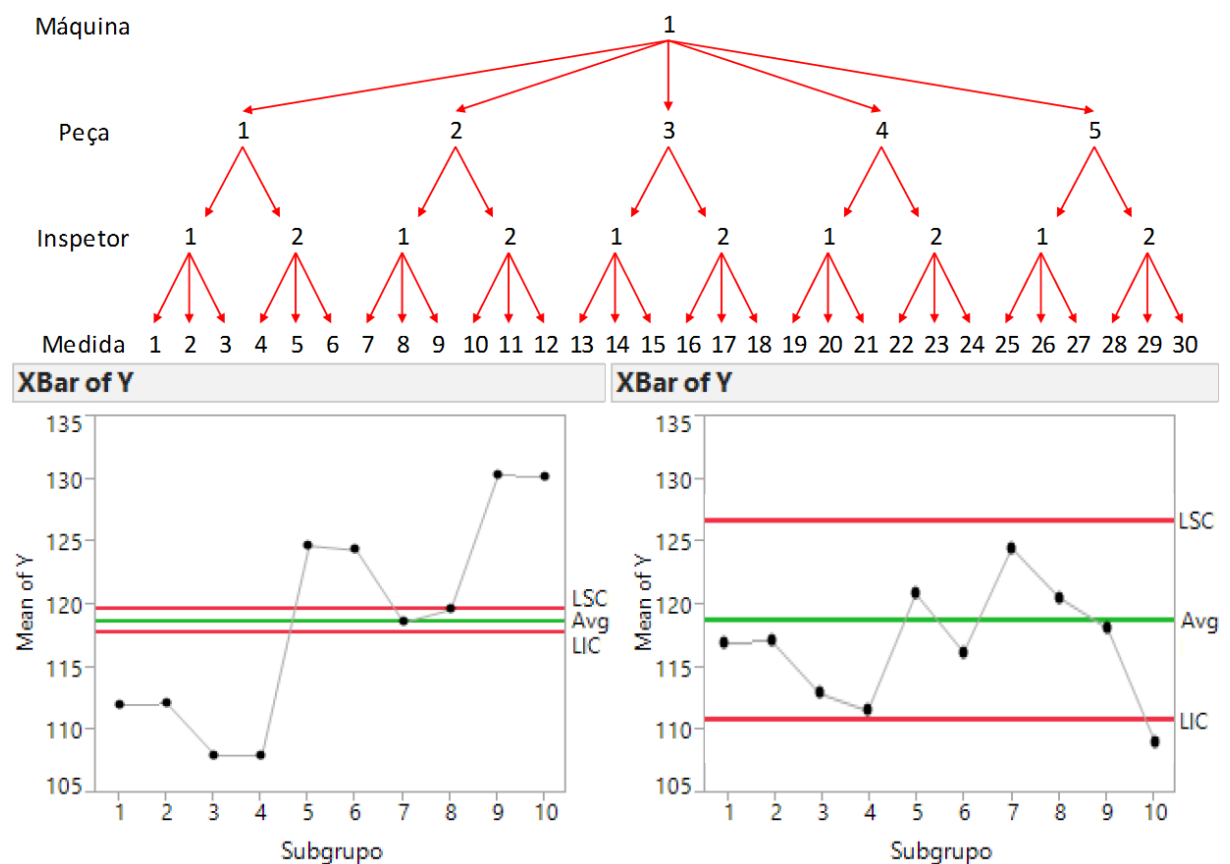 Máquina 1
Peça 1 2 3 4 5
Inspetor 1 2 1 2 1 2 1 2 1 2
Medida 1 2 3 4 5 6 7 8 9 10 11 12 13 14 15 16 17 18 19 20 21 22 23 24 25 26 27 28 29 30
XBar of Y
135
130
125
120
115
110
105
Mean of Y
LSC
Avg
LIC
1 2 3 4 5 6 7 8 9 10
Subgrupo
XBar of Y
135
130
125
120
115
110
105
Mean of Y
LSC
Avg
LIC
1 2 3 4 5 6 7 8 9 10
Subgrupo